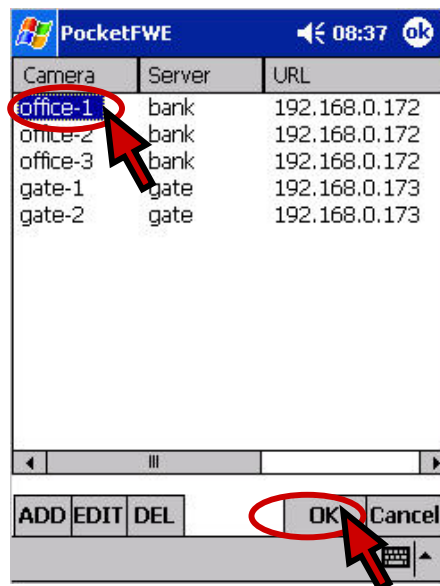 PocketFWE 08:37 ok
Camera Server URL
office-1 bank 192.168.0.172
office-2 bank 192.168.0.172
office-3 bank 192.168.0.172
gate-1 gate 192.168.0.173
gate-2 gate 192.168.0.173
ADD EDIT DEL OK Cancel